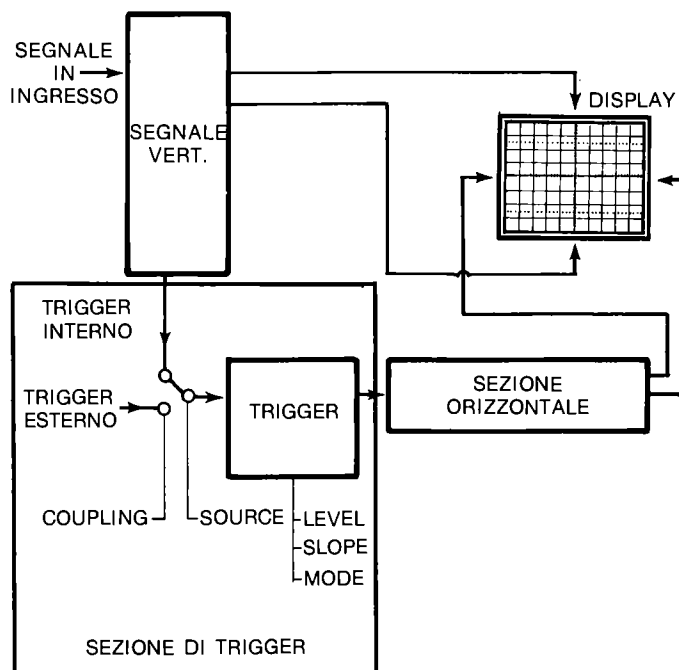 SEGNALE
IN
INGRESSO
SEGNALE
VERT.
DISPLAY
TRIGGER
INTERNO
TRIGGER
ESTERNO
TRIGGER
SEZIONE
ORIZZONTALE
COUPLING
SOURCE
LEVEL
SLOPE
MODE
SEZIONE DI TRIGGER